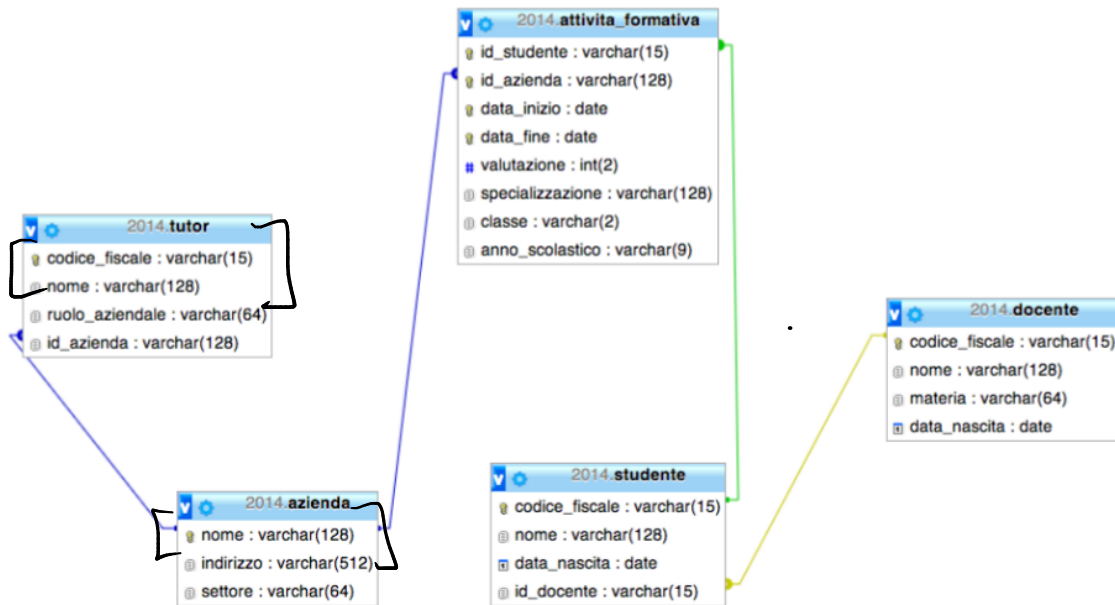 2014.attivita_formativa
id_studente : varchar(15)
id_azienda : varchar(128)
data_inizio : date
data_fine : date
valutazione : int(2)
specializzazione : varchar(128)
classe : varchar(2)
anno_scolastico : varchar(9)
2014.tutor
codice_fiscale : varchar(15)
nome : varchar(128)
ruolo_aziendale : varchar(64)
id_azienda : varchar(128)
2014.docente
codice_fiscale : varchar(15)
nome : varchar(128)
materia : varchar(64)
data_nascita : date
2014.azienda
nome : varchar(128)
indirizzo : varchar(512)
settore : varchar(64)
2014.studente
codice_fiscale : varchar(15)
nome : varchar(128)
data_nascita : date
id_docente : varchar(15)